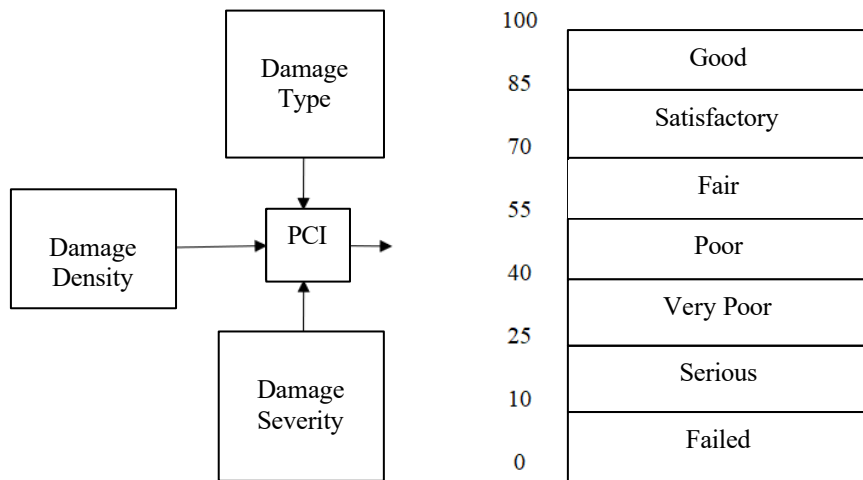 Damage
Type
Damage
Density
PCI
Damage
Severity
100
Good
85
Satisfactory
70
Fair
55
Poor
40
Very Poor
25
Serious
10
Failed
0